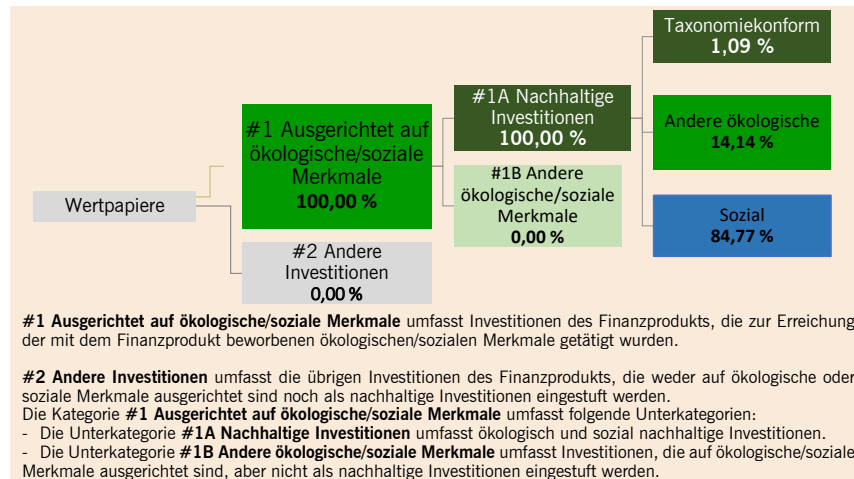 Taxonomiekonform
1,09 %
#1A Nachhaltige
Investitionen
100,00 %
#1 Ausgerichtet auf
ökologische/soziale
Merkmale
100,00 %
Andere ökologische
14,14 %
#1B Andere
ökologische/soziale
Merkmale
0,00 %
Wertpapiere
Sozial
84,77 %
#2 Andere
Investitionen
0,00 %
#1 Ausgerichtet auf ökologische/soziale Merkmale umfasst Investitionen des Finanzprodukts, die zur Erreichung
der mit dem Finanzprodukt beworbenen ökologischen/sozialen Merkmale getätigt wurden.
#2 Andere Investitionen umfasst die übrigen Investitionen des Finanzprodukts, die weder auf ökologische oder
soziale Merkmale ausgerichtet sind noch als nachhaltige Investitionen eingestuft werden.
Die Kategorie #1 Ausgerichtet auf ökologische/soziale Merkmale umfasst folgende Unterkategorien:
- Die Unterkategorie #1A Nachhaltige Investitionen umfasst ökologisch und sozial nachhaltige Investitionen.
- Die Unterkategorie #1B Andere ökologische/soziale Merkmale umfasst Investitionen, die auf ökologische/soziale
Merkmale ausgerichtet sind, aber nicht als nachhaltige Investitionen eingestuft werden.